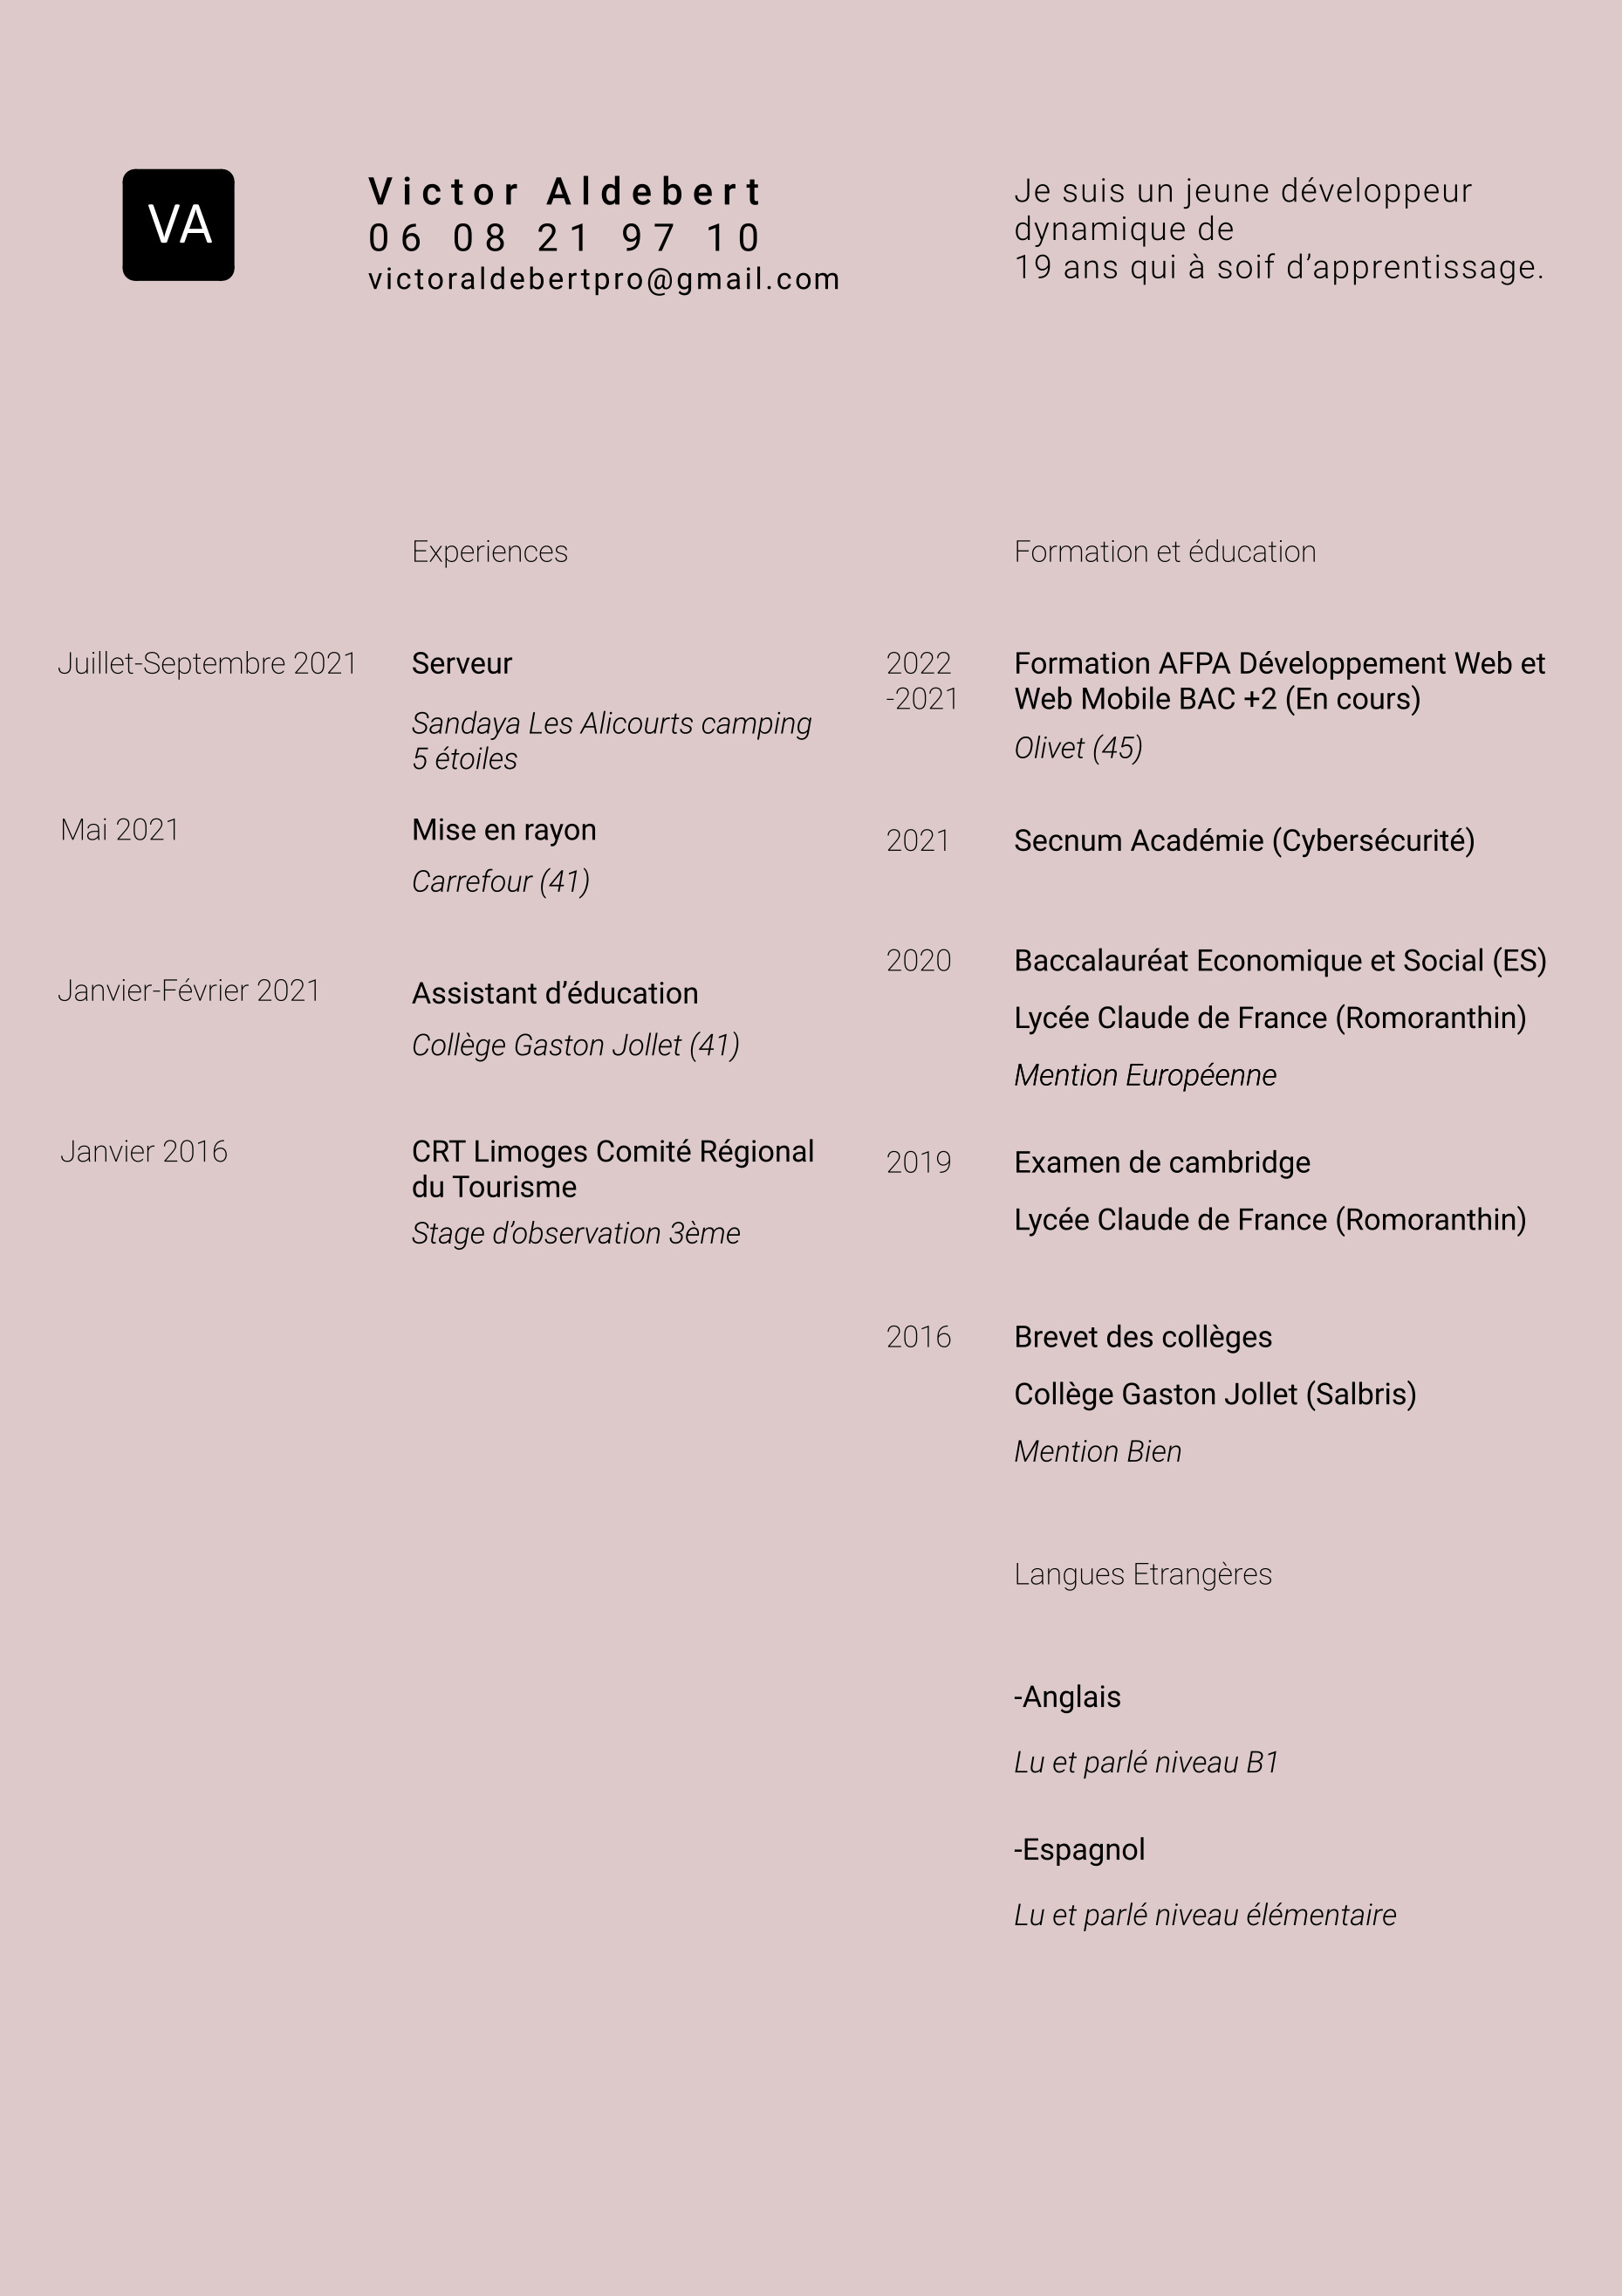 VA
Victor Aldebert
06 08 21 97 10
victoraldebertpro@gmail.com
Je suis un jeune développeur
dynamique de
19 ans qui à soif d’apprentissage.
Experiences
Juillet-Septembre 2021
Serveur
Sandaya Les Alicourts camping
5 étoiles
Mai 2021
Mise en rayon
Carrefour (41)
Janvier-Février 2021
Assistant d’éducation
Collège Gaston Jollet (41)
Janvier 2016
CRT Limoges Comité Régional
du Tourisme
Stage d’observation 3ème
Formation et éducation
2022
-2021
Formation AFPA Développement Web et
Web Mobile BAC +2 (En cours)
Olivet (45)
2021
Secnum Académie (Cybersécurité)
2020
Baccalauréat Economique et Social (ES)
Lycée Claude de France (Romoranthin)
Mention Européenne
2019
Examen de cambridge
Lycée Claude de France (Romoranthin)
2016
Brevet des collèges
Collège Gaston Jollet (Salbris)
Mention Bien
Langues Etrangères
-Anglais
Lu et parlé niveau B1
-Espagnol
Lu et parlé niveau élémentaire